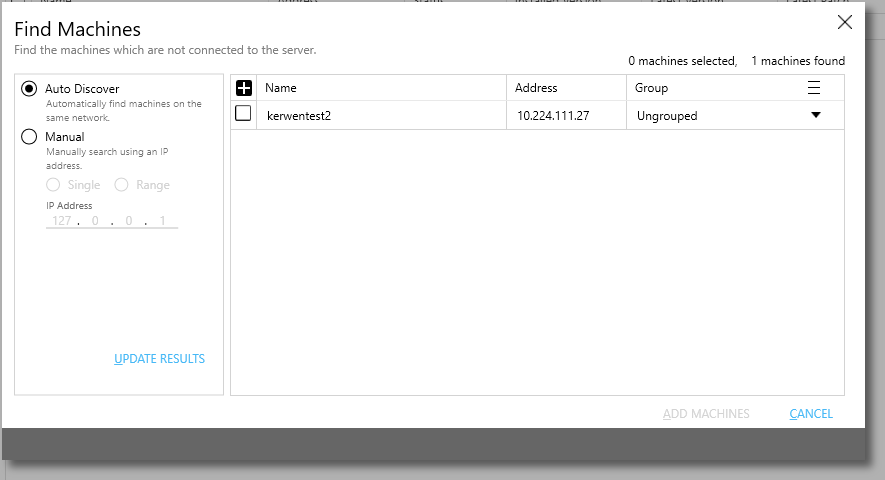 Find Machines
Find the machines which are not connected to the server.
0 machines selected, 1 machines found
Auto Discover
Automatically find machines on the
same network.
Manual
Manually search using an IP
address.
Single Range
IP Address
127 . 0 . 0 . 1
UPDATE RESULTS
Name Address Group
kerwentest2 10.224.111.27 Ungrouped
ADD MACHINES CANCEL